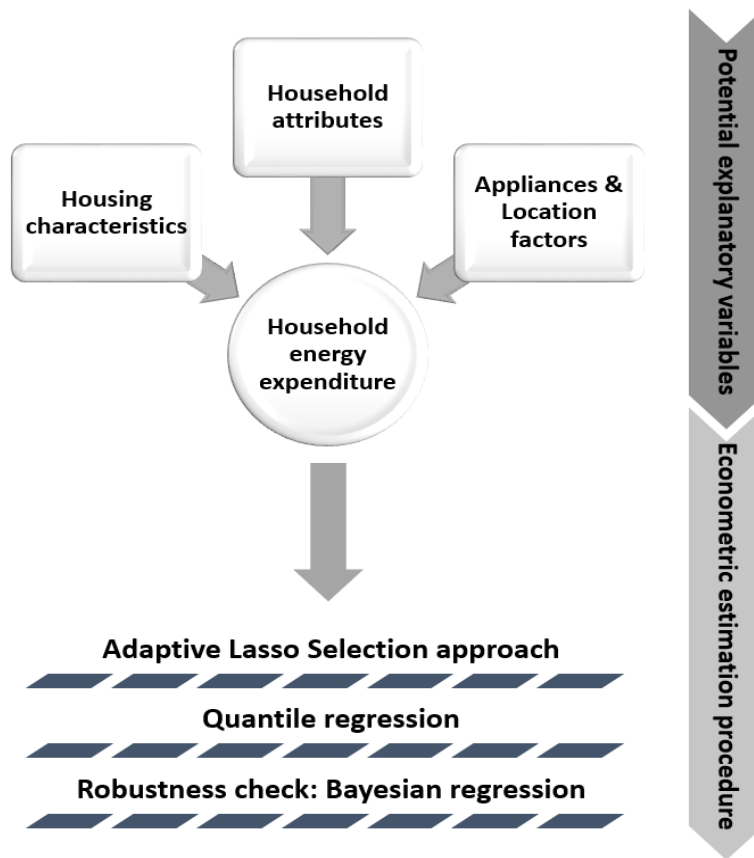 Household
attributes
Housing
characteristics
Appliances &
Location
factors
Household
energy
expenditure
Adaptive Lasso Selection approach
Quantile regression
Robustness check: Bayesian regression
Potential explanatory variables
Econometric estimation procedure